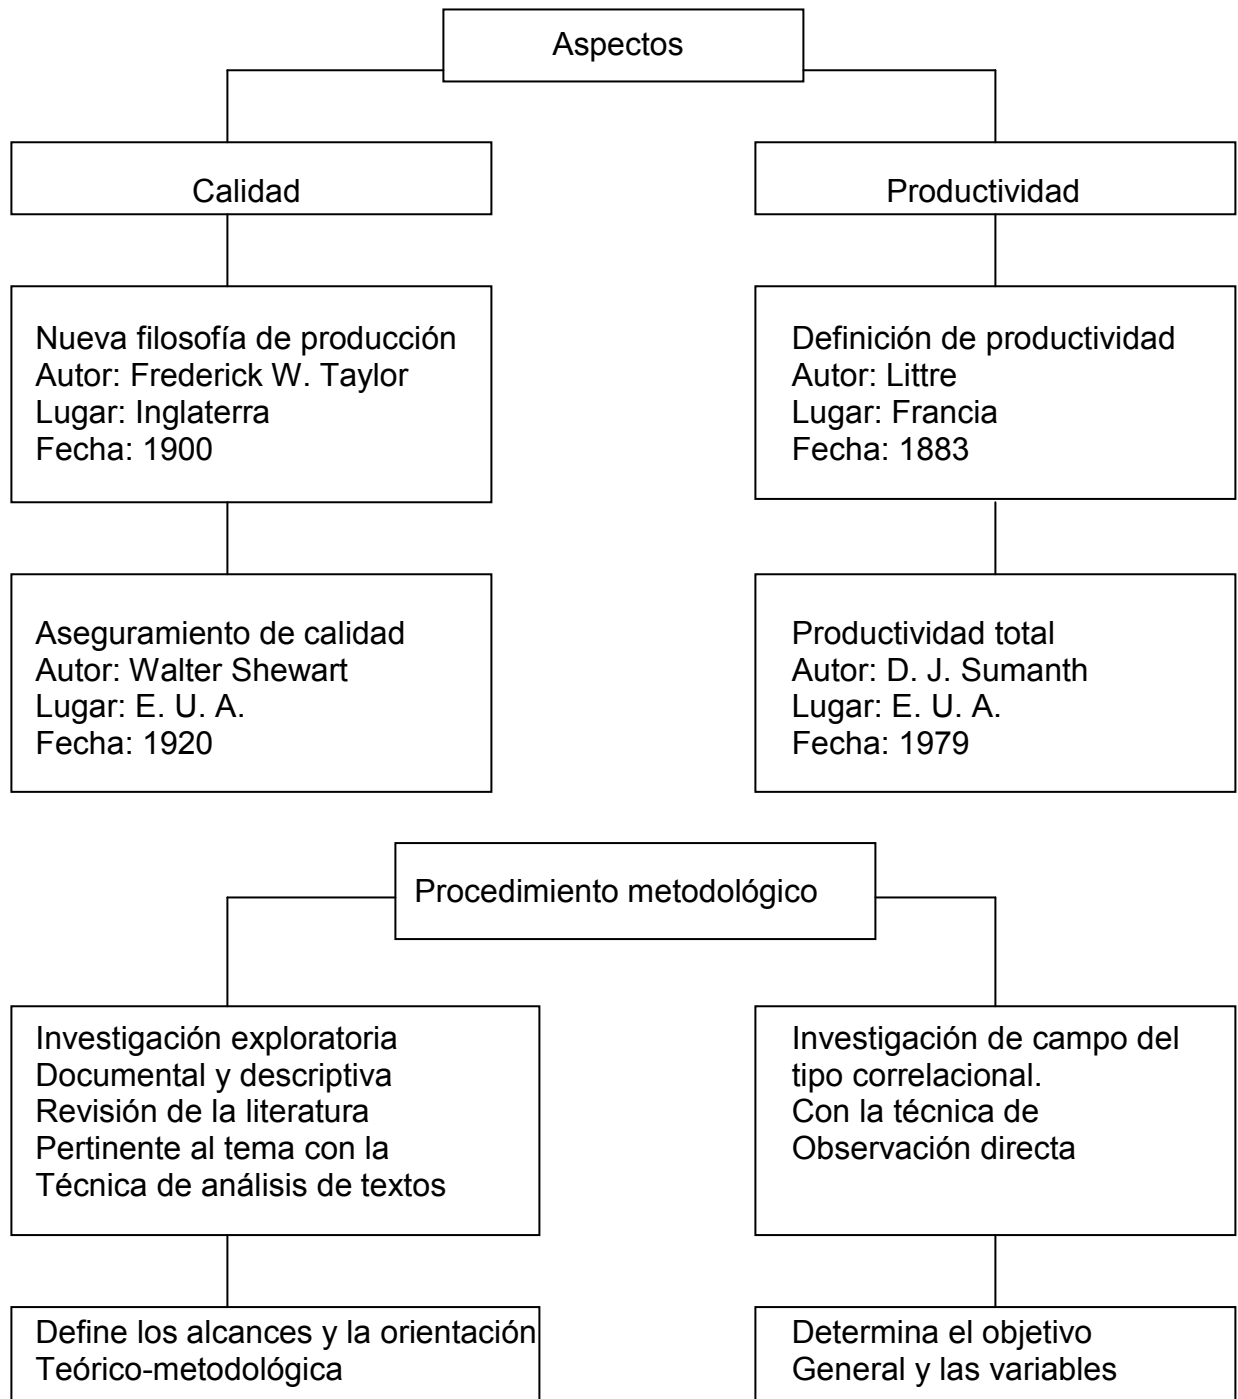 Aspectos
Calidad
Nueva filosofía de producción
Autor: Frederick W. Taylor
Lugar: Inglaterra
Fecha: 1900
Aseguramiento de calidad
Autor: Walter Shewart
Lugar: E. U. A.
Fecha: 1920
Productividad
Definición de productividad
Autor: Littre
Lugar: Francia
Fecha: 1883
Productividad total
Autor: D. J. Sumanth
Lugar: E. U. A.
Fecha: 1979
Procedimiento metodológico
Investigación exploratoria
Documental y descriptiva
Revisión de la literatura
Pertinente al tema con la
Técnica de análisis de textos
Define los alcances y la orientación
Teórico-metodológica
Investigación de campo del
tipo correlacional.
Con la técnica de
Observación directa
Determina el objetivo
General y las variables